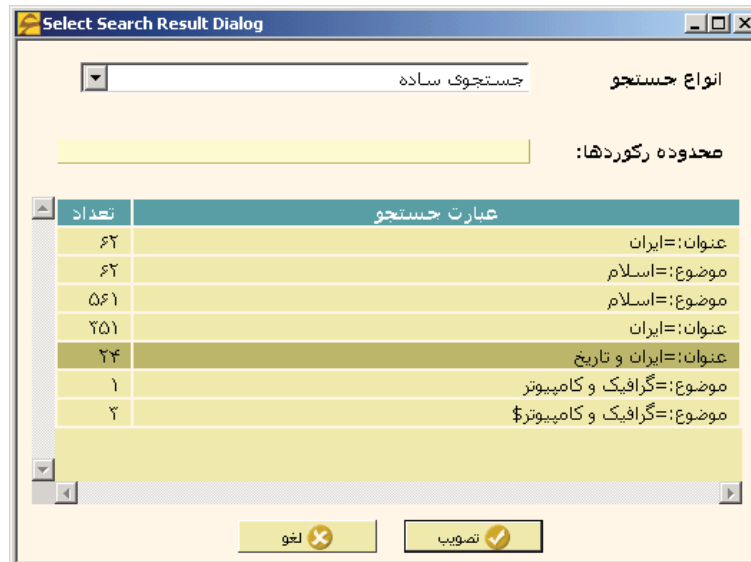 Select Search Result Dialog
انواع جستجو جستجوی ساده
محدوده رکوردها:
عبارت جستجو تعداد
عنوان:=ایران ۶۲
موضوع:=اسلام ۶۲
موضوع:=اسلام ۵۶۱
عنوان:=ایران ۲۵۱
عنوان:=ایران و تاریخ ۲۴
موضوع:=گرافیک و کامپیوتر ۱
موضوع:=گرافیک و کامپیوتر$ ۲
تصویب لغو